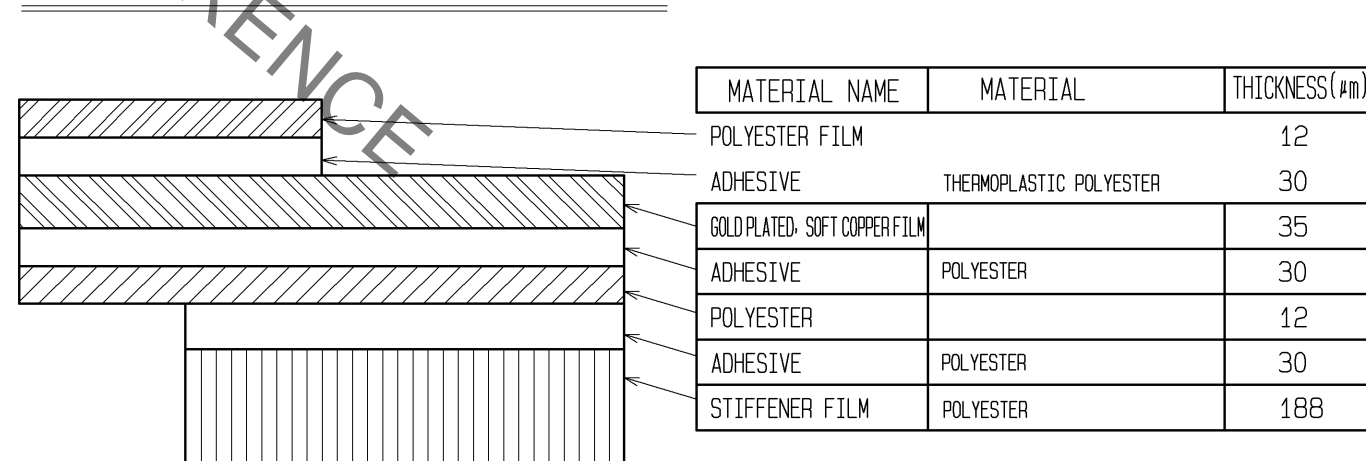 RENCE
MATERIAL NAME MATERIAL THICKNESS(μm)
POLYESTER FILM 12
ADHESIVE THERMOPLASTIC POLYESTER 30
GOLD PLATED, SOFT COPPER FILM 35
ADHESIVE POLYESTER 30
POLYESTER 12
ADHESIVE POLYESTER 30
STIFFENER FILM POLYESTER 188